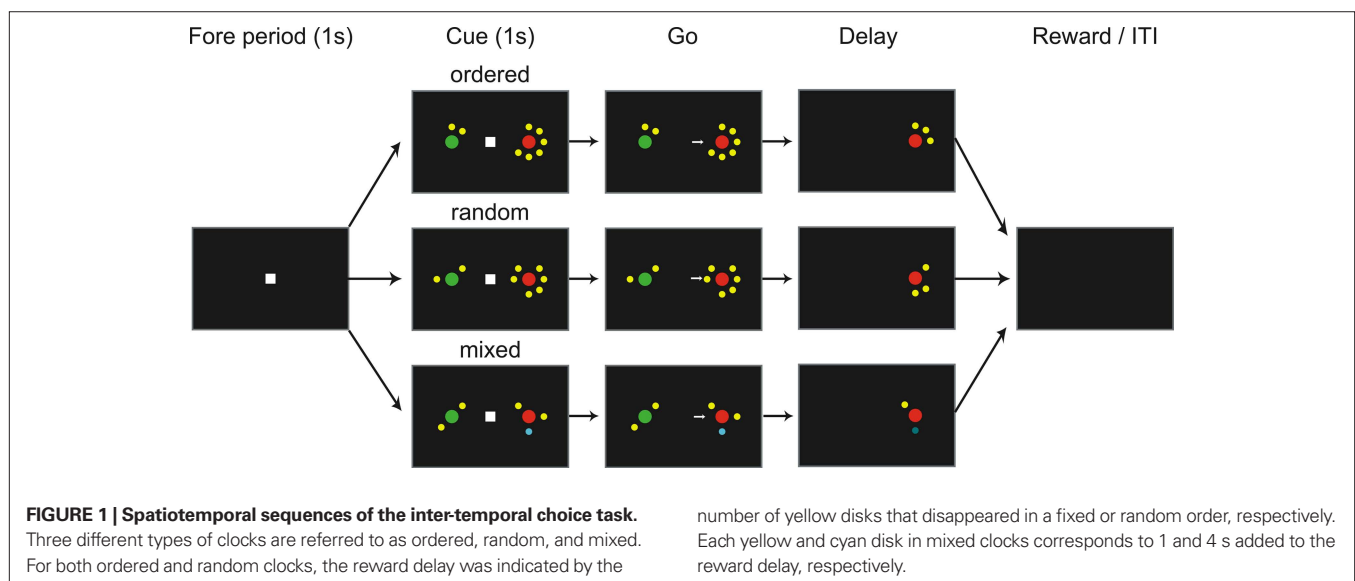 Fore period (1s) Cue (1s) Go Delay Reward / ITI
ordered
random
mixed
FIGURE 1 | Spatiotemporal sequences of the inter-temporal choice task.
Three different types of clocks are referred to as ordered, random, and mixed.
For both ordered and random clocks, the reward delay was indicated by the
number of yellow disks that disappeared in a fixed or random order, respectively.
Each yellow and cyan disk in mixed clocks corresponds to 1 and 4 s added to the
reward delay, respectively.